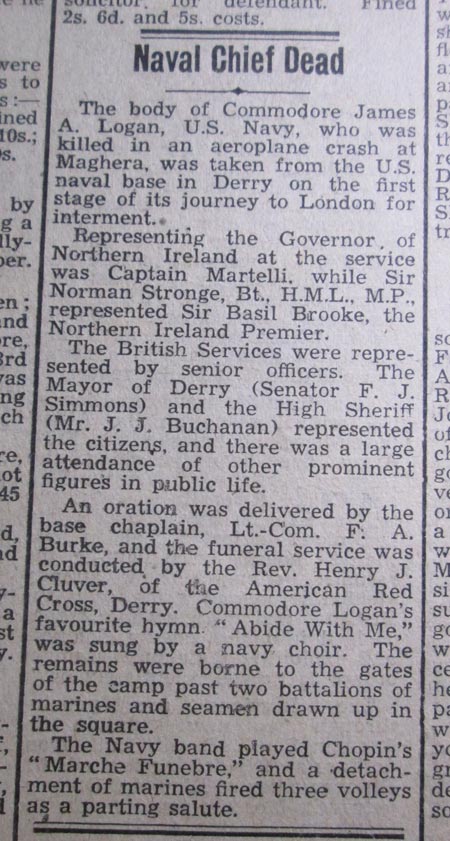 solicitor, for defendant. Fined
2s. 6d. and 5s. costs.
Naval Chief Dead
The body of Commodore James
A. Logan, U.S. Navy, who was
killed in an aeroplane crash at
Maghera, was taken from the U.S.
naval base in Derry on the first
stage of its journey to London for
interment.
Representing the Governor of
Northern Ireland at the service
was Captain Martelli, while Sir
Norman Stronge, Bt., H.M.L., M.P.,
represented Sir Basil Brooke, the
Northern Ireland Premier.
The British Services were repre-
sented by senior officers. The
Mayor of Derry (Senator F. J.
Simmons) and the High Sheriff
(Mr. J. J. Buchanan) represented
the citizens, and there was a large
attendance of other prominent
figures in public life.
An oration was delivered by the
base chaplain, Lt.-Com. F. A.
Burke, and the funeral service was
conducted by the Rev. Henry J.
Cluver, of the American Red
Cross, Derry. Commodore Logan's
favourite hymn "Abide With Me,"
was sung by a navy choir. The
remains were borne to the gates
of the camp past two battalions of
marines and seamen drawn up in
the square.
The Navy band played Chopin's
"Marche Funebre," and a detach-
ment of marines fired three volleys
as a parting salute.